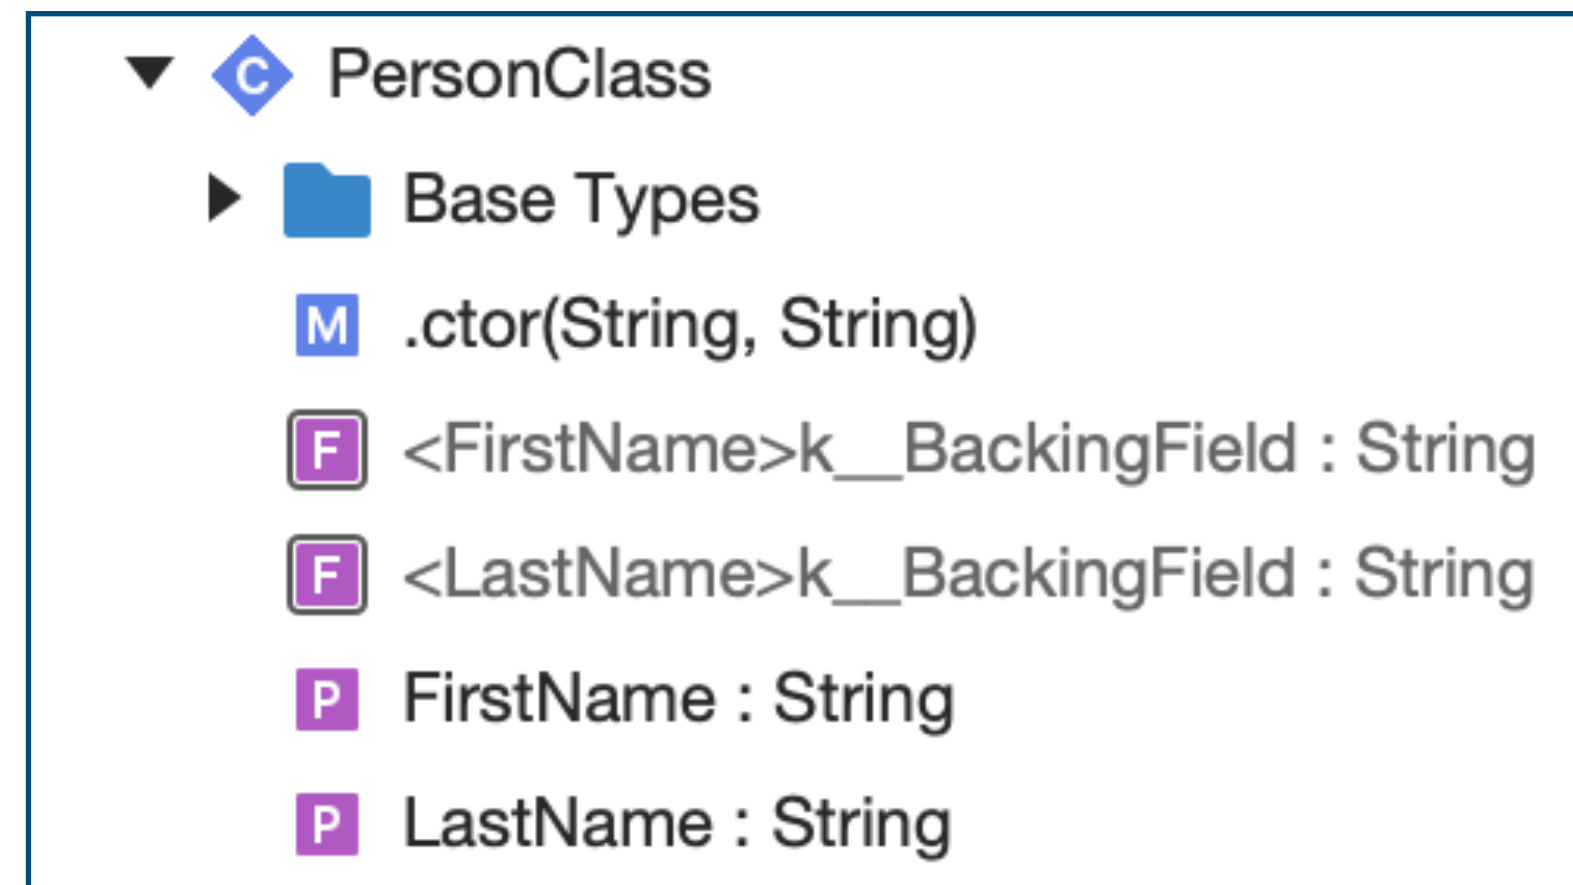 C PersonClass
Base Types
M .ctor(String, String)
F <FirstName>k__BackingField : String
F <LastName>k__BackingField : String
P FirstName : String
P LastName : String